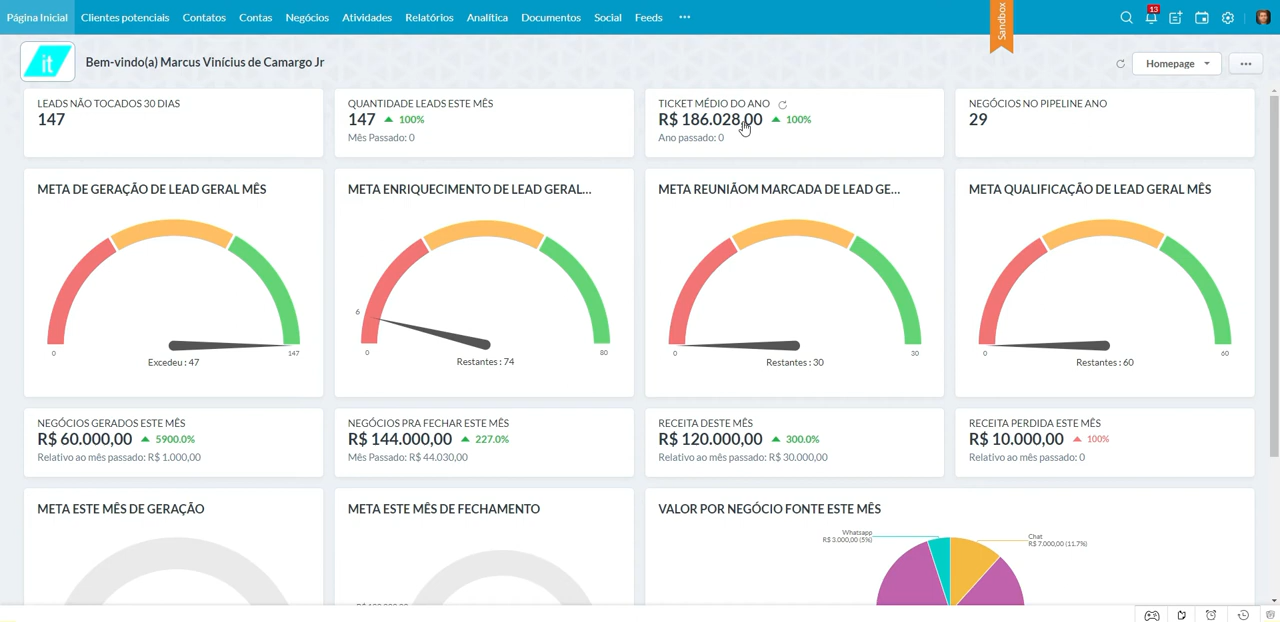 Página Inicial Clientes potenciais Contatos Contas Negócios Atividades Relatórios Analítica Documentos Social Feeds ···
Sandbox
13
it
Bem-vindo(a) Marcus Vinícius de Camargo Jr
Homepage
LEADS NÃO TOCADOS 30 DIAS
147
QUANTIDADE LEADS ESTE MÊS
147 100%
Mês Passado: 0
TICKET MÉDIO DO ANO
R$ 186.028,00 100%
Ano passado: 0
NEGÓCIOS NO PIPELINE ANO
29
META DE GERAÇÃO DE LEAD GERAL MÊS
0 147
Excedeu : 47
META ENRIQUECIMENTO DE LEAD GERAL...
6
0 80
Restantes : 74
META REUNIÃOM MARCADA DE LEAD GE...
0 30
Restantes : 30
META QUALIFICAÇÃO DE LEAD GERAL MÊS
0 60
Restantes : 60
NEGÓCIOS GERADOS ESTE MÊS
R$ 60.000,00 5900.0%
Relativo ao mês passado: R$ 1.000,00
NEGÓCIOS PRA FECHAR ESTE MÊS
R$ 144.000,00 227.0%
Mês Passado: R$ 44.030,00
RECEITA DESTE MÊS
R$ 120.000,00 300.0%
Relativo ao mês passado: R$ 30.000,00
RECEITA PERDIDA ESTE MÊS
R$ 10.000,00 100%
Relativo ao mês passado: 0
META ESTE MÊS DE GERAÇÃO
META ESTE MÊS DE FECHAMENTO
VALOR POR NEGÓCIO FONTE ESTE MÊS
Whatsapp
R$ 3.000,00 (5%)
Chat
R$ 7.000,00 (11.7%)